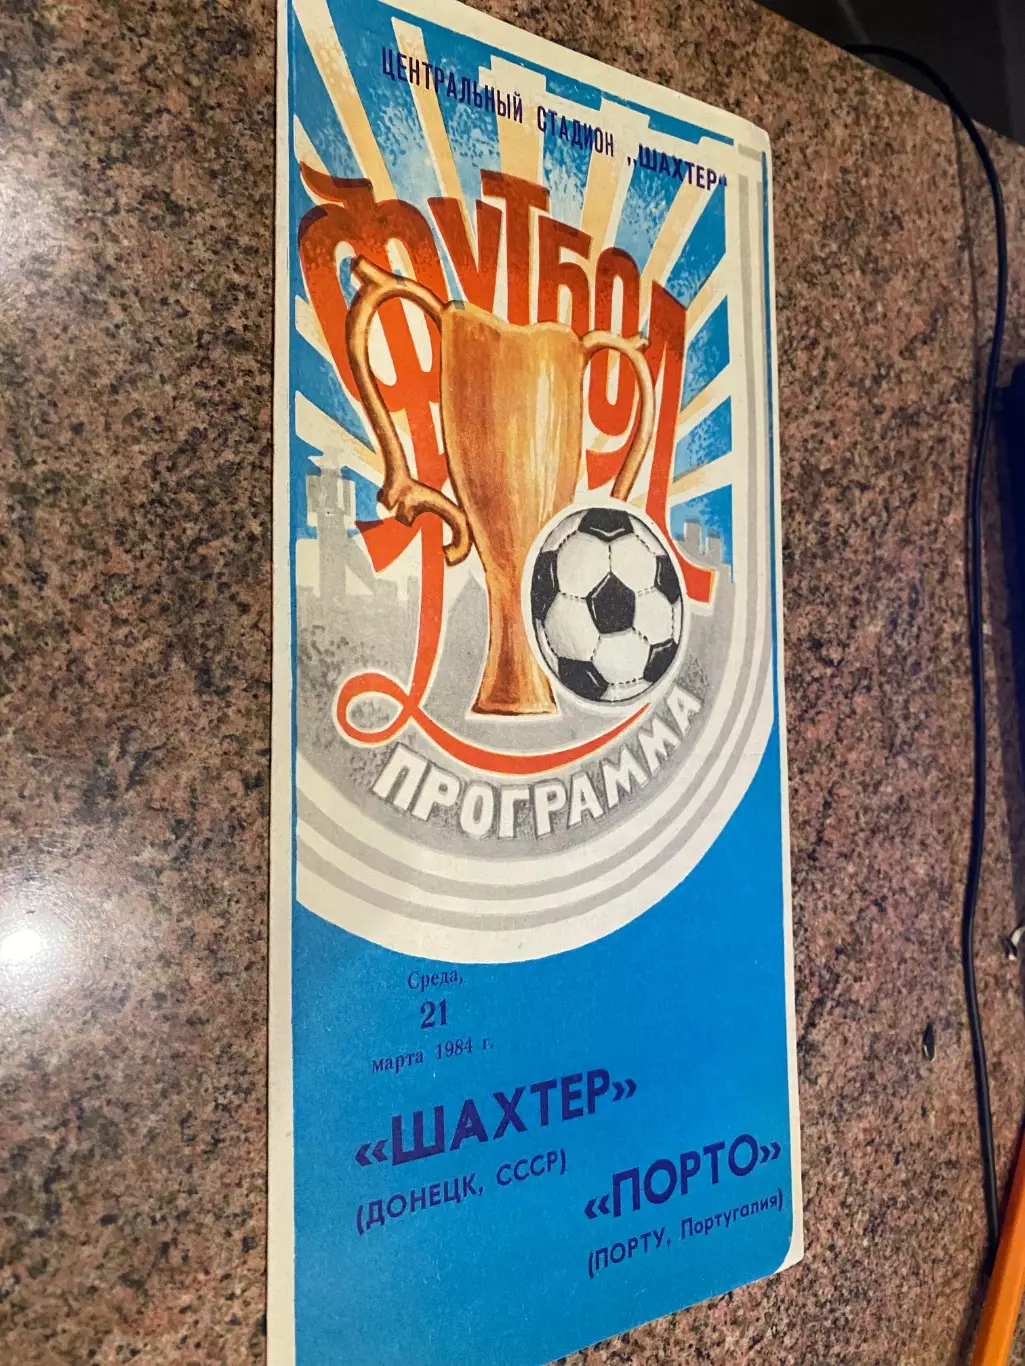 ЦЕНТРАЛЬНЫЙ СТАДИОН „ШАХТЕР“
ФУТБОЛ
ПРОГРАММА
Среда,
21
марта 1984 г.
«ШАХТЕР»
(ДОНЕЦК, СССР)
«ПОРТО»
(ПОРТУ, Португалия)